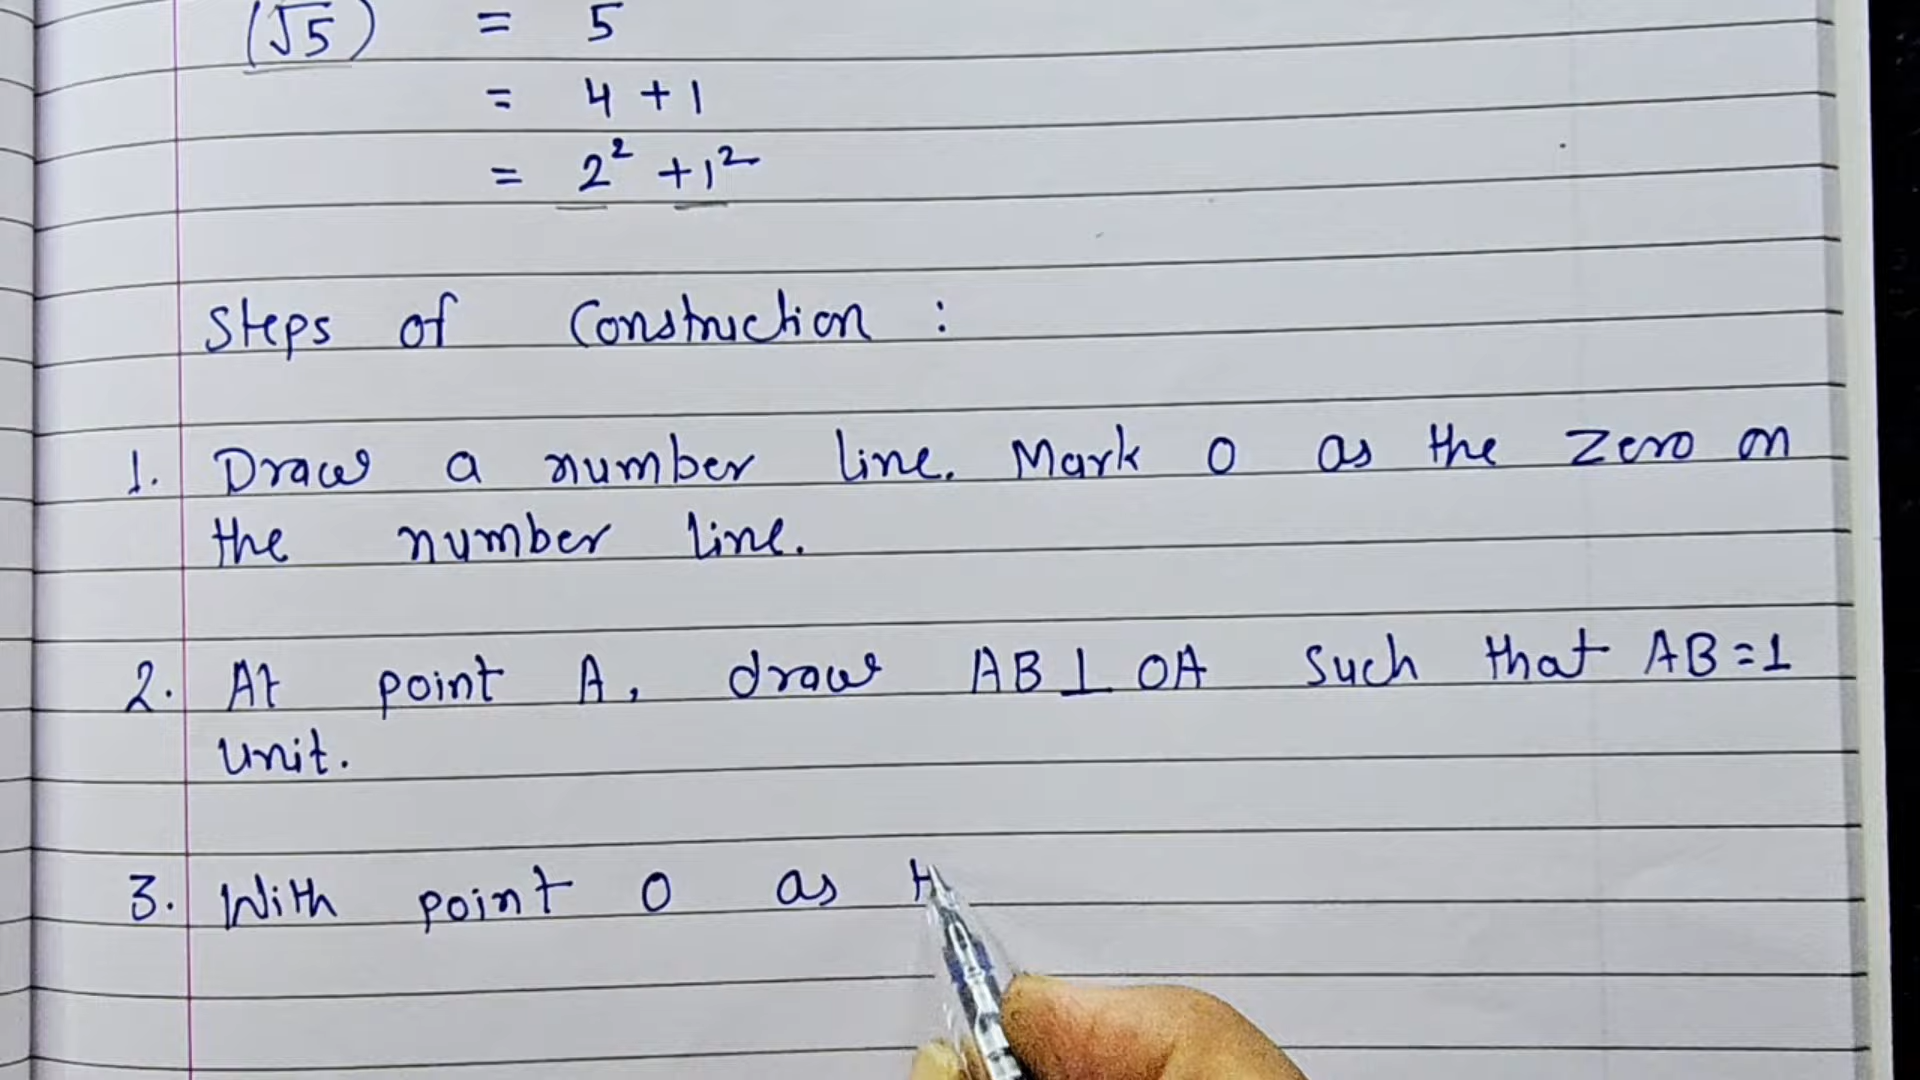 (√5) = 5
= 4 + 1
= 2² + 1²
Steps of Construction :
1. Draw a number line. Mark O as the zero on
the number line.
2. At point A, draw AB ⊥ OA such that AB = 1
unit.
3. With point O as